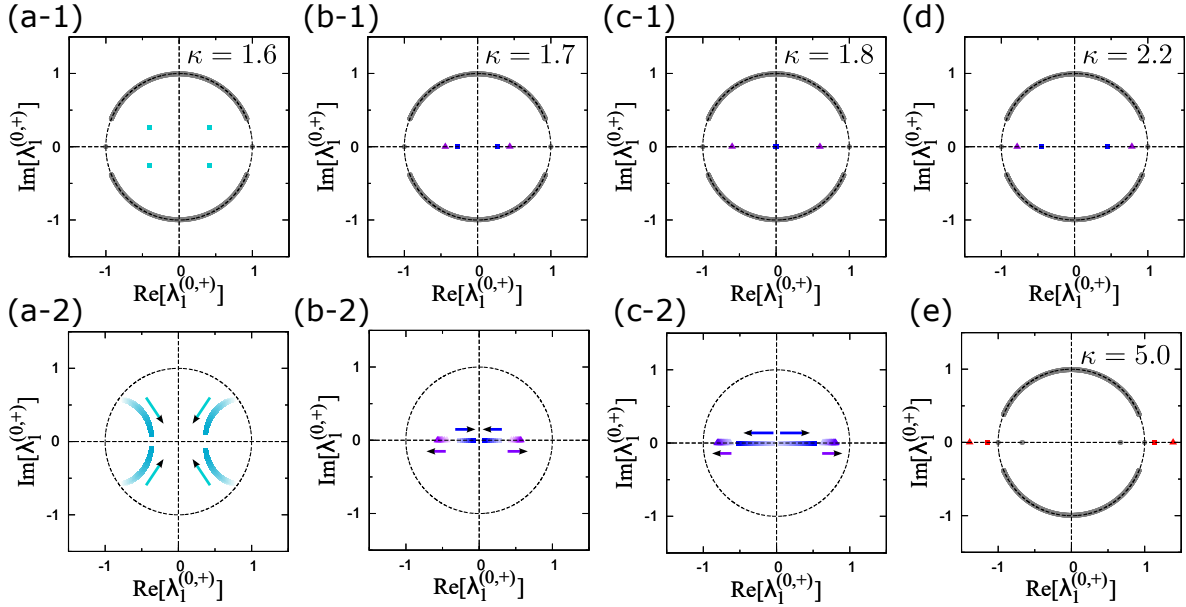 (a-1)
(b-1)
(c-1)
(d)
κ = 1.6
κ = 1.7
κ = 1.8
κ = 2.2
Im[λ₁^(0,+)]
1
0
-1
-1
0
1
Re[λ₁^(0,+)]
Im[λ₁^(0,+)]
1
0
-1
-1
0
1
Re[λ₁^(0,+)]
Im[λ₁^(0,+)]
1
0
-1
-1
0
1
Re[λ₁^(0,+)]
Im[λ₁^(0,+)]
1
0
-1
-1
0
1
Re[λ₁^(0,+)]
(a-2)
(b-2)
(c-2)
(e)
κ = 5.0
Im[λ₁^(0,+)]
1
0
-1
-1
0
1
Re[λ₁^(0,+)]
Im[λ₁^(0,+)]
1
0
-1
-1
0
1
Re[λ₁^(0,+)]
Im[λ₁^(0,+)]
1
0
-1
-1
0
1
Re[λ₁^(0,+)]
Im[λ₁^(0,+)]
1
0
-1
-1
0
1
Re[λ₁^(0,+)]